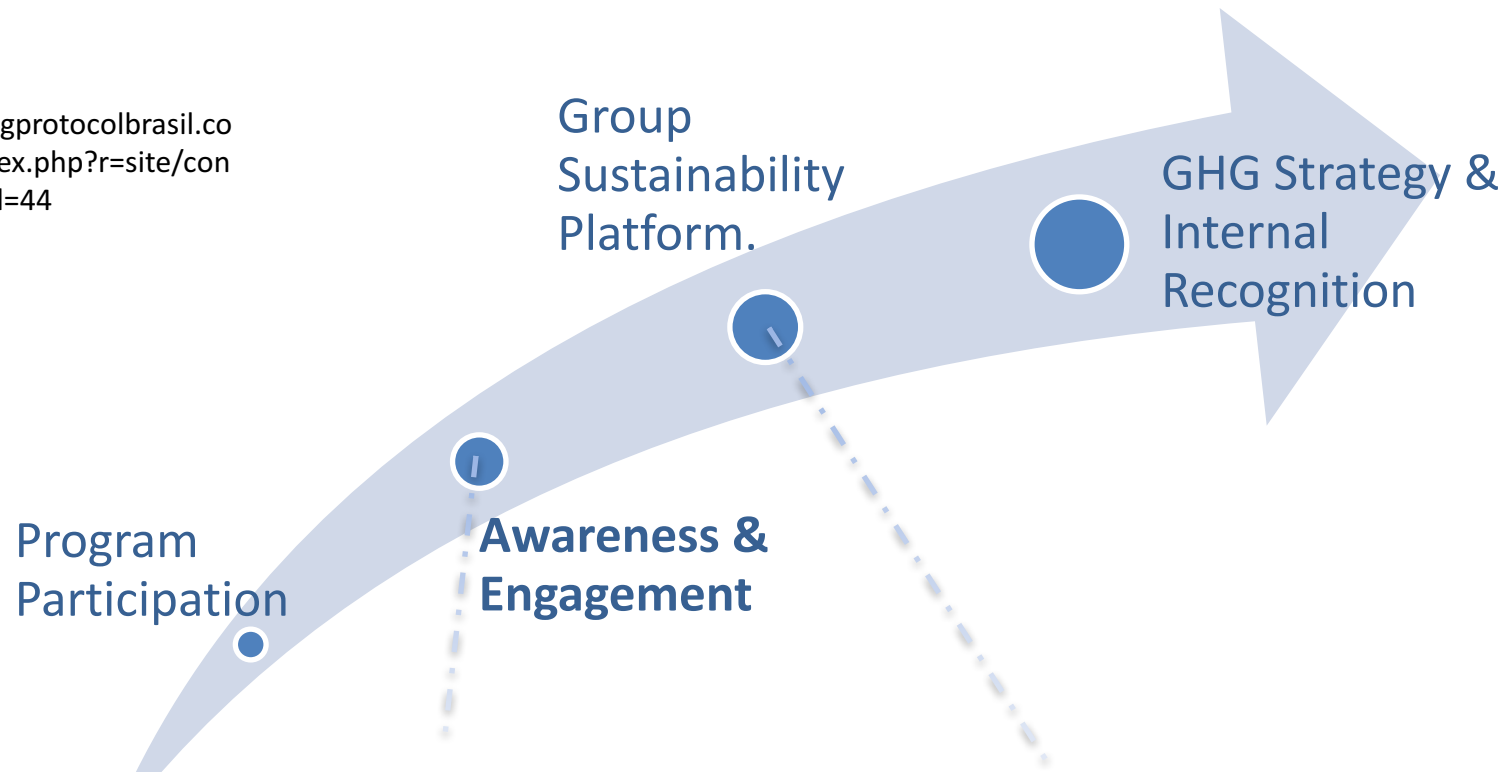 gprotocolbrasil.co
ex.php?r=site/con
=44
Group
Sustainability
Platform.
GHG Strategy &
Internal
Recognition
Awareness &
Engagement
Program
Participation